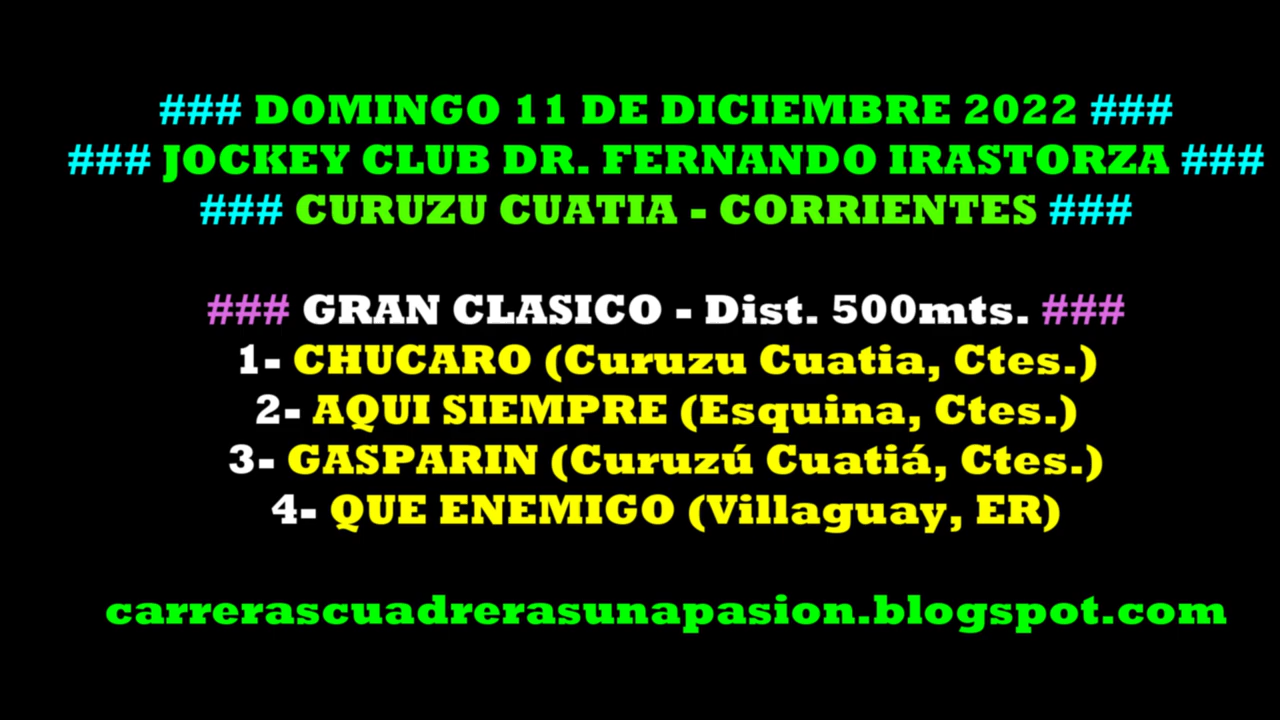 ### DOMINGO 11 DE DICIEMBRE 2022 ###
### JOCKEY CLUB DR. FERNANDO IRASTORZA ###
### CURUZU CUATIA - CORRIENTES ###
### GRAN CLASICO - Dist. 500mts. ###
1- CHUCARO (Curuzu Cuatia, Ctes.)
2- AQUI SIEMPRE (Esquina, Ctes.)
3- GASPARIN (Curuzú Cuatiá, Ctes.)
4- QUE ENEMIGO (Villaguay, ER)
carrerascuadrerasunapasion.blogspot.com